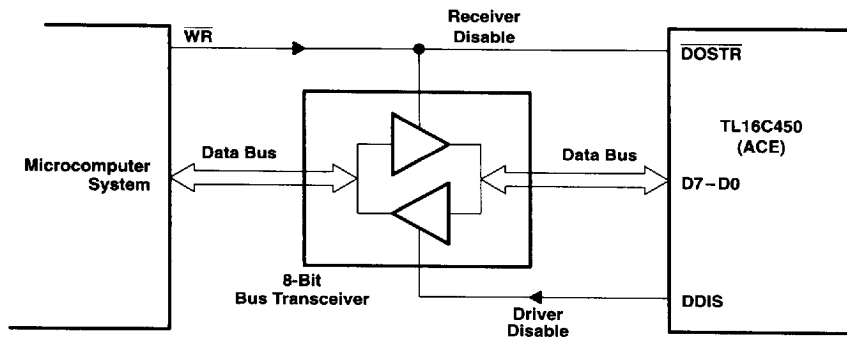 Receiver
Disable
WR
DOSTR
TL16C450
(ACE)
Microcomputer
System
Data Bus
Data Bus
D7–D0
8-Bit
Bus Transceiver
DDIS
Driver
Disable